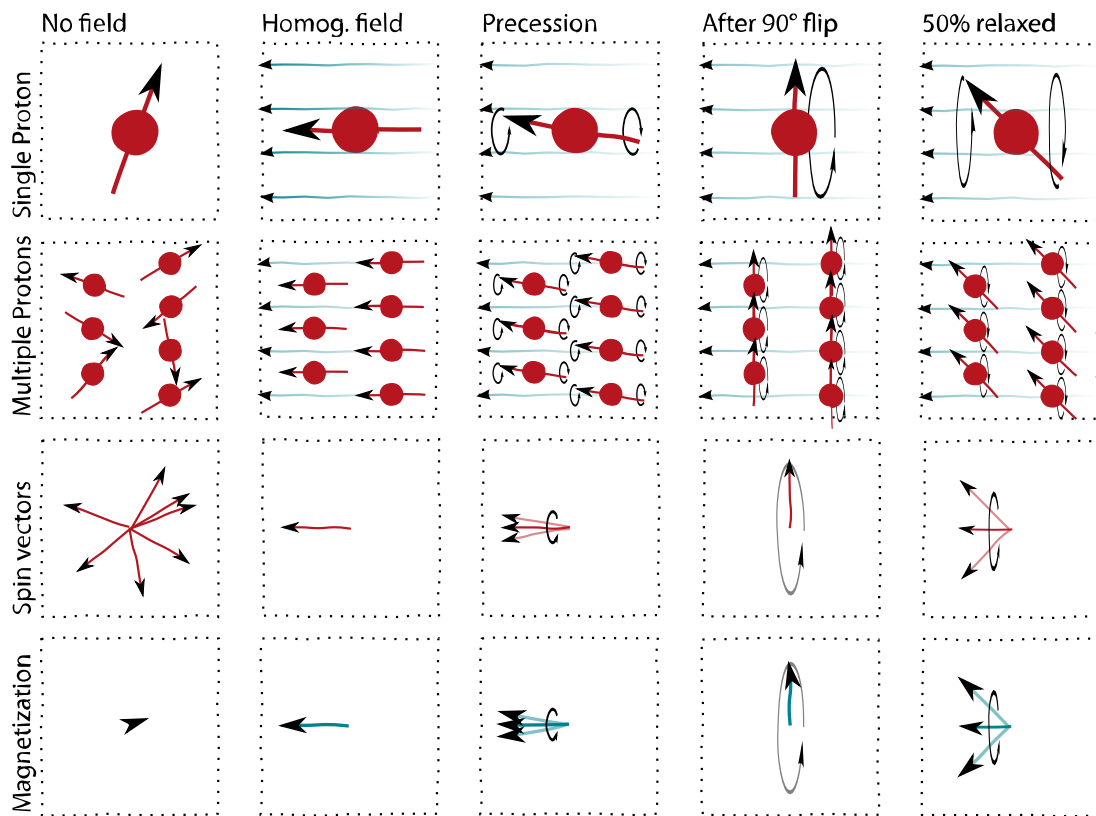 No field
Homog. field
Precession
After 90° flip
50% relaxed
Single Proton
Multiple Protons
Spin vectors
Magnetization